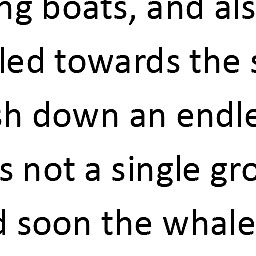 ng boats, and als
led towards the s
sh down an endle
s not a single gro
d soon the whale